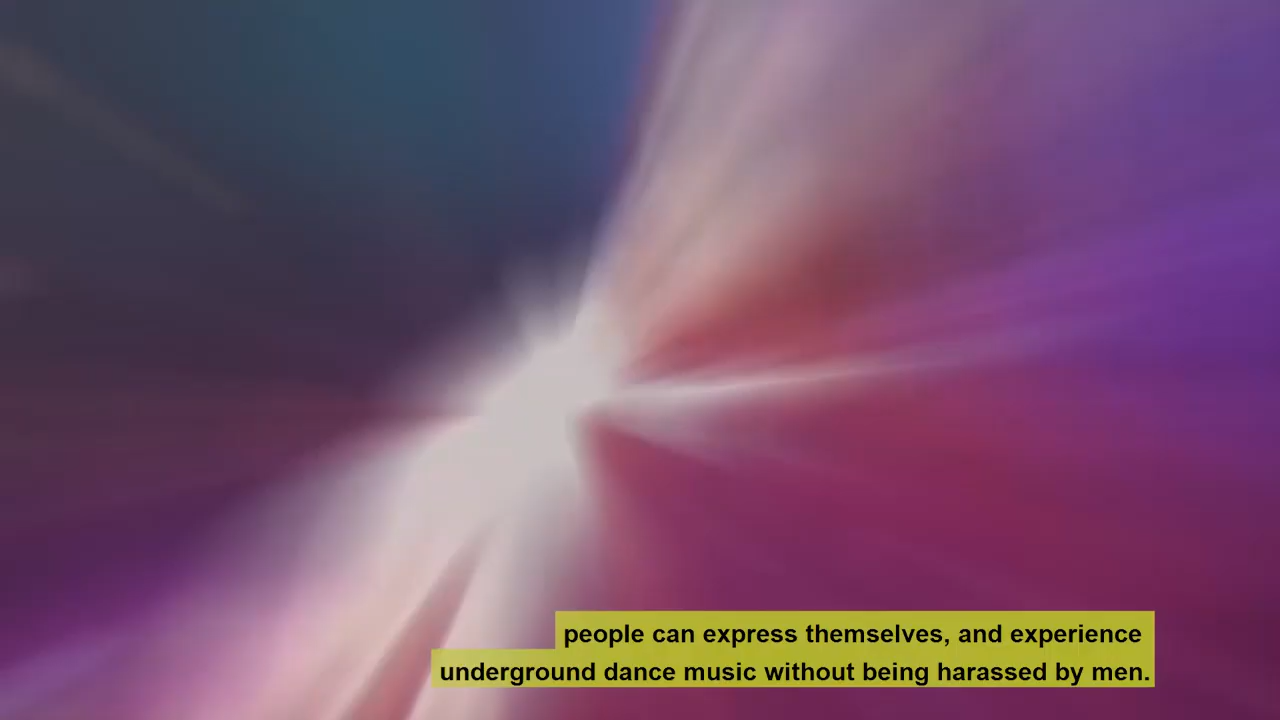 people can express themselves, and experience
underground dance music without being harassed by men.